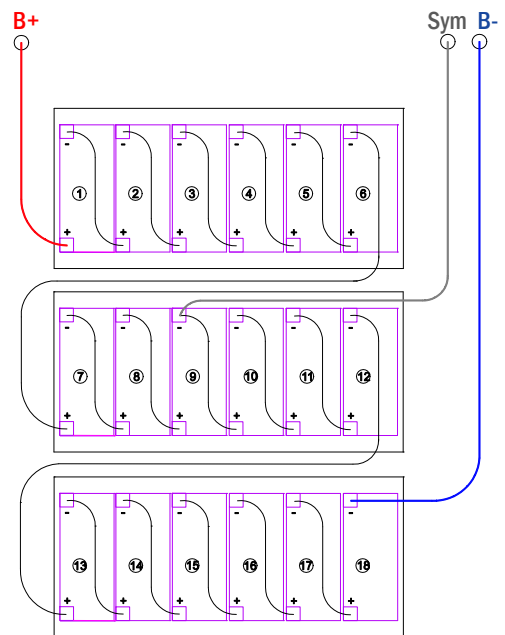 B+ Sym B-
- - - - - -
① ② ③ ④ ⑤ ⑥
+ + + + + +
- - - - - -
⑦ ⑧ ⑨ ⑩ ⑪ ⑫
+ + + + + +
- - - - - -
⑬ ⑭ ⑮ ⑯ ⑰ ⑱
+ + + + + +